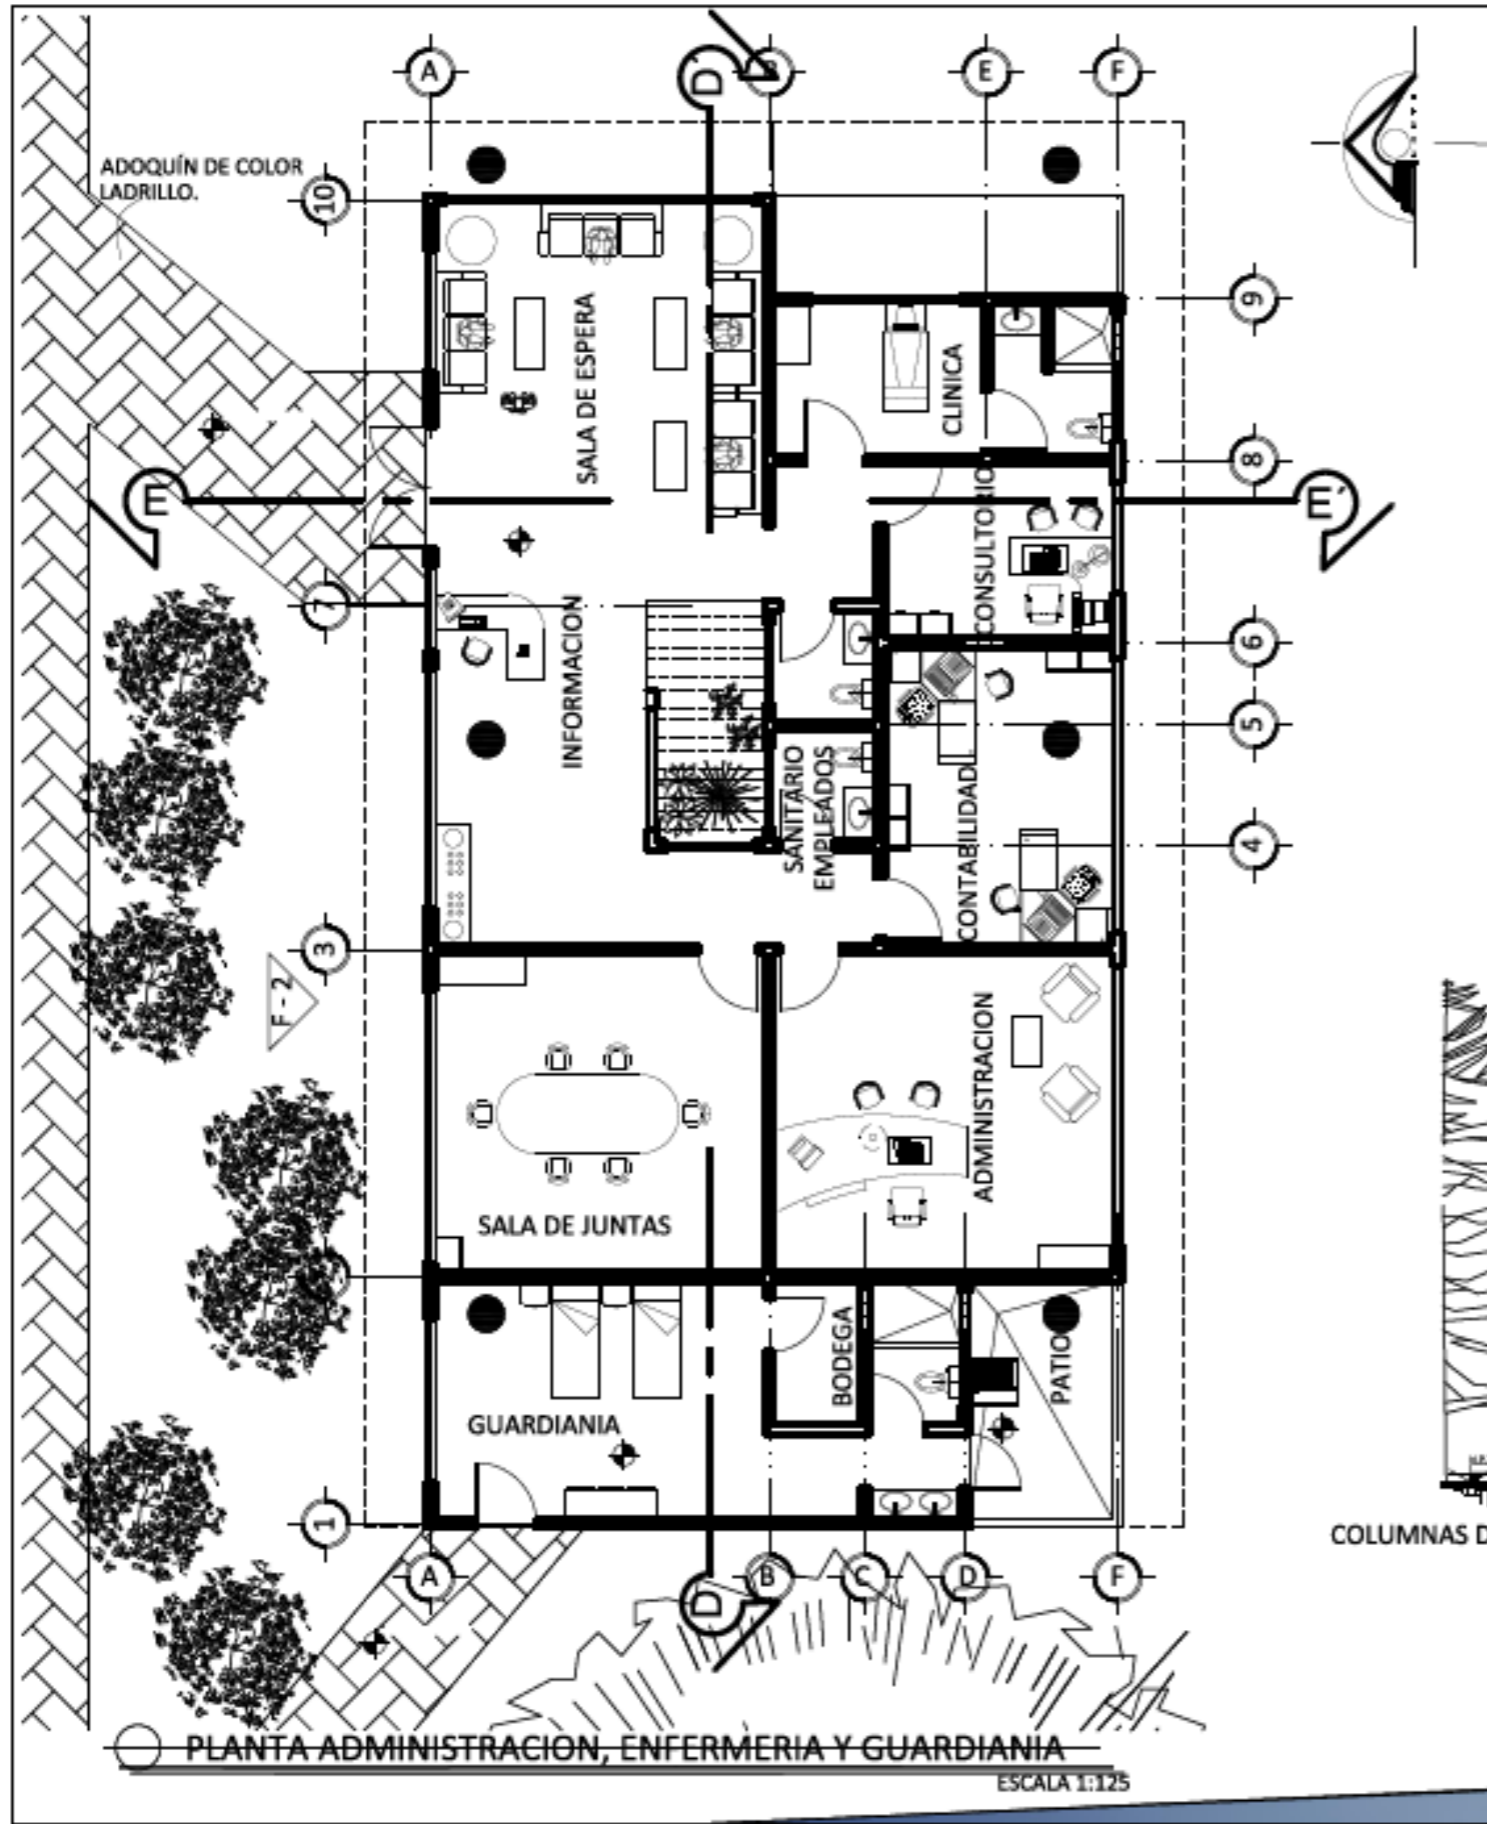 A
D'
B
E
F
ADOQUÍN DE COLOR
LADRILLO.
10
9
SALA DE ESPERA
CLINICA
8
E
E´
CONSULTORIO
7
INFORMACION
6
5
SANITARIO
EMPLEADOS
CONTABILIDAD
4
3
F - 2
ADMINISTRACION
SALA DE JUNTAS
BODEGA
PATIO
GUARDIANIA
1
A
D
B
C
D
F
COLUMNAS D
PLANTA ADMINISTRACION, ENFERMERIA Y GUARDIANIA
ESCALA 1:125